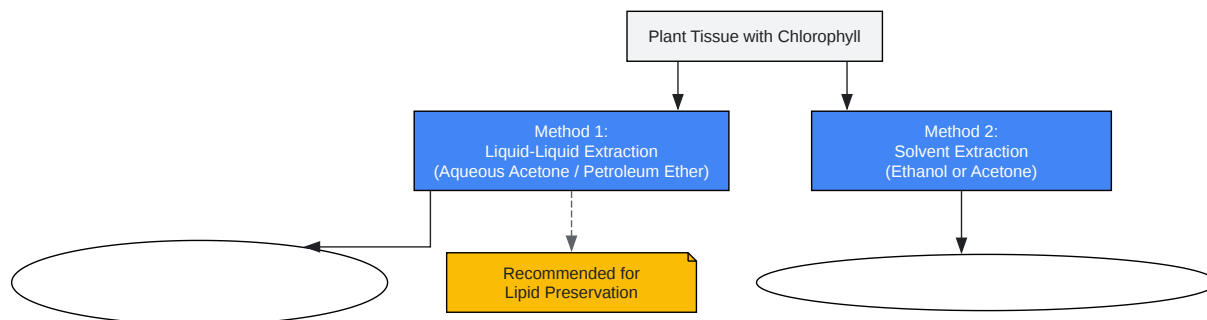 Plant Tissue with Chlorophyll
Method 1:
Liquid-Liquid Extraction
(Aqueous Acetone / Petroleum Ether)
Method 2:
Solvent Extraction
(Ethanol or Acetone)
Recommended for
Lipid Preservation